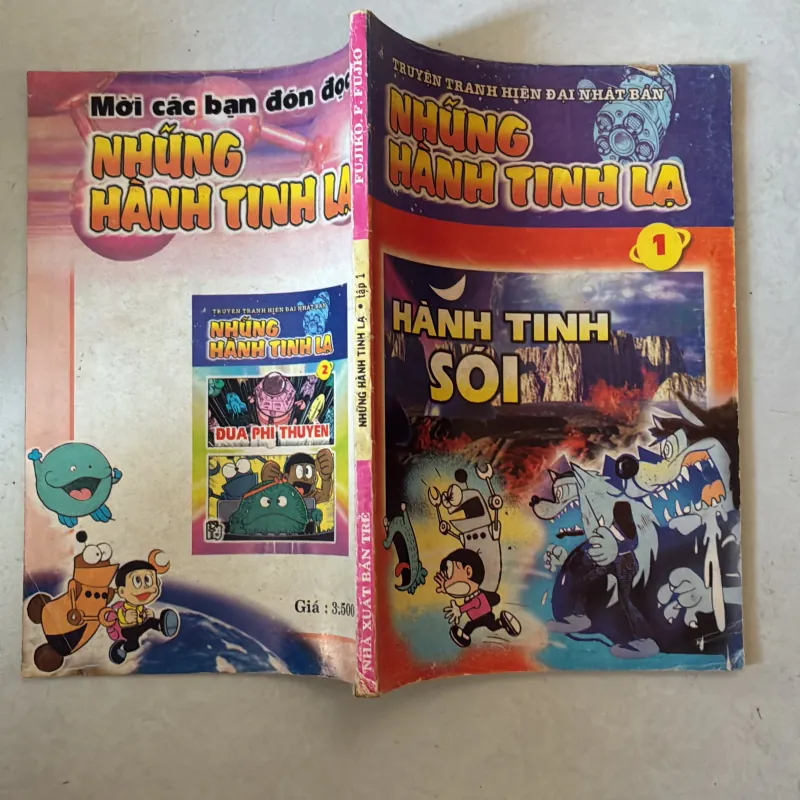 Mời các bạn đón đọc
NHỮNG
HÀNH TINH LẠ
TRUYỆN TRANH HIỆN ĐẠI NHẬT BẢN
NHỮNG
HÀNH TINH LẠ
2
ĐUA PHI THUYỀN
Giá : 3.500
FUJIKO. F. FUJIO
NHỮNG HÀNH TINH LẠ • tập 1
NHÀ XUẤT BẢN TRẺ
TRUYỆN TRANH HIỆN ĐẠI NHẬT BẢN
NHỮNG
HÀNH TINH LẠ
1
HÀNH TINH
SÓI